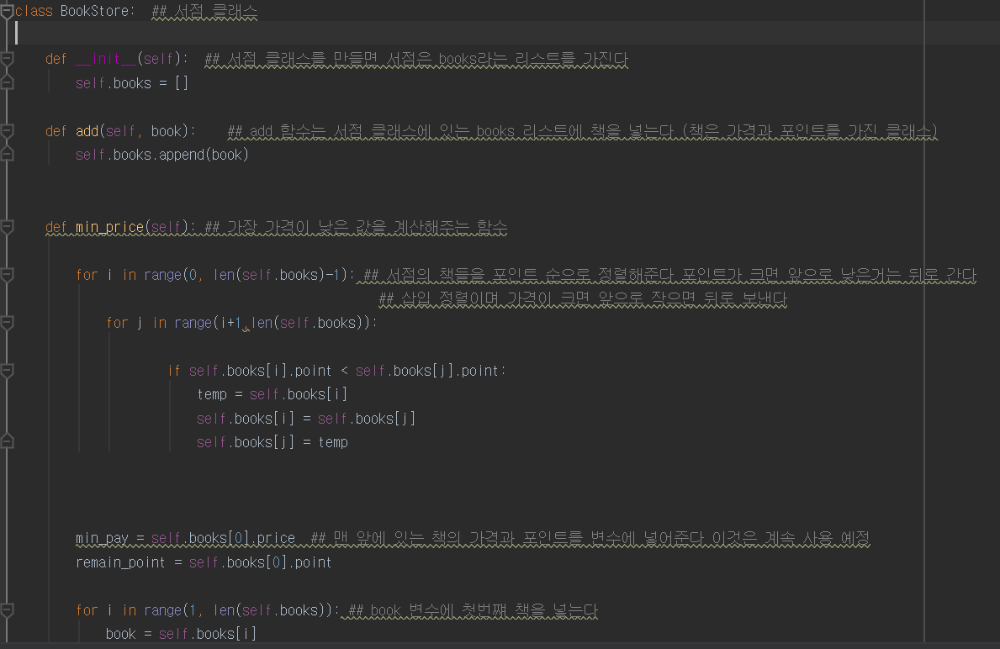 class BookStore:  ## 서점 클래스
def __init__(self):  ## 서점 클래스를 만들면 서점은 books라는 리스트를 가진다
self.books = []
def add(self, book):    ## add 함수는 서점 클래스에 있는 books 리스트에 책을 넣는다 (책은 가격과 포인트를 가진 클래스)
self.books.append(book)
def min_price(self): ## 가장 가격이 낮은 값을 계산해주는 함수
for i in range(0, len(self.books)-1): ## 서점의 책들을 포인트 순으로 정렬해준다 포인트가 크면 앞으로 낮은거는 뒤로 간다
## 삽입 정렬이며 가격이 크면 앞으로 작으면 뒤로 보낸다
for j in range(i+1,len(self.books)):
if self.books[i].point < self.books[j].point:
temp = self.books[i]
self.books[i] = self.books[j]
self.books[j] = temp
min_pay = self.books[0].price  ## 맨 앞에 있는 책의 가격과 포인트를 변수에 넣어준다 이것은 계속 사용 예정
remain_point = self.books[0].point
for i in range(1, len(self.books)): ## book 변수에 첫번째 책을 넣는다
book = self.books[i]